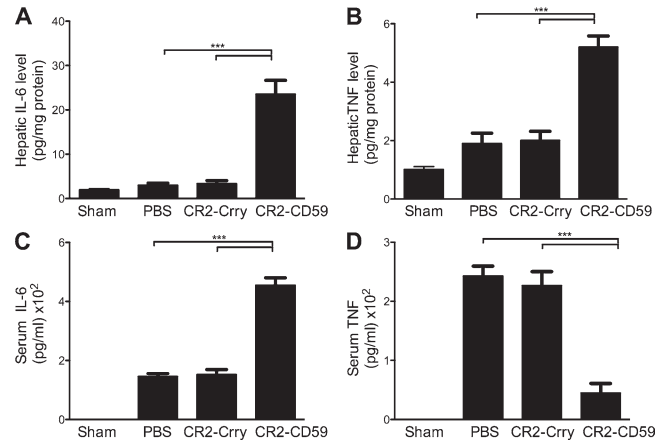 A
Hepatic IL-6 level
(pg/mg protein)
40
30
20
10
0
***
Sham PBS CR2-Crry CR2-CD59
B
HepaticTNF level
(pg/mg protein)
6
4
2
0
***
Sham PBS CR2-Crry CR2-CD59
C
Serum IL-6
(pg/ml) x10²
6
4
2
0
***
Sham PBS CR2-Crry CR2-CD59
D
Serum TNF
(pg/ml) x10²
3
2
1
0
***
Sham PBS CR2-Crry CR2-CD59